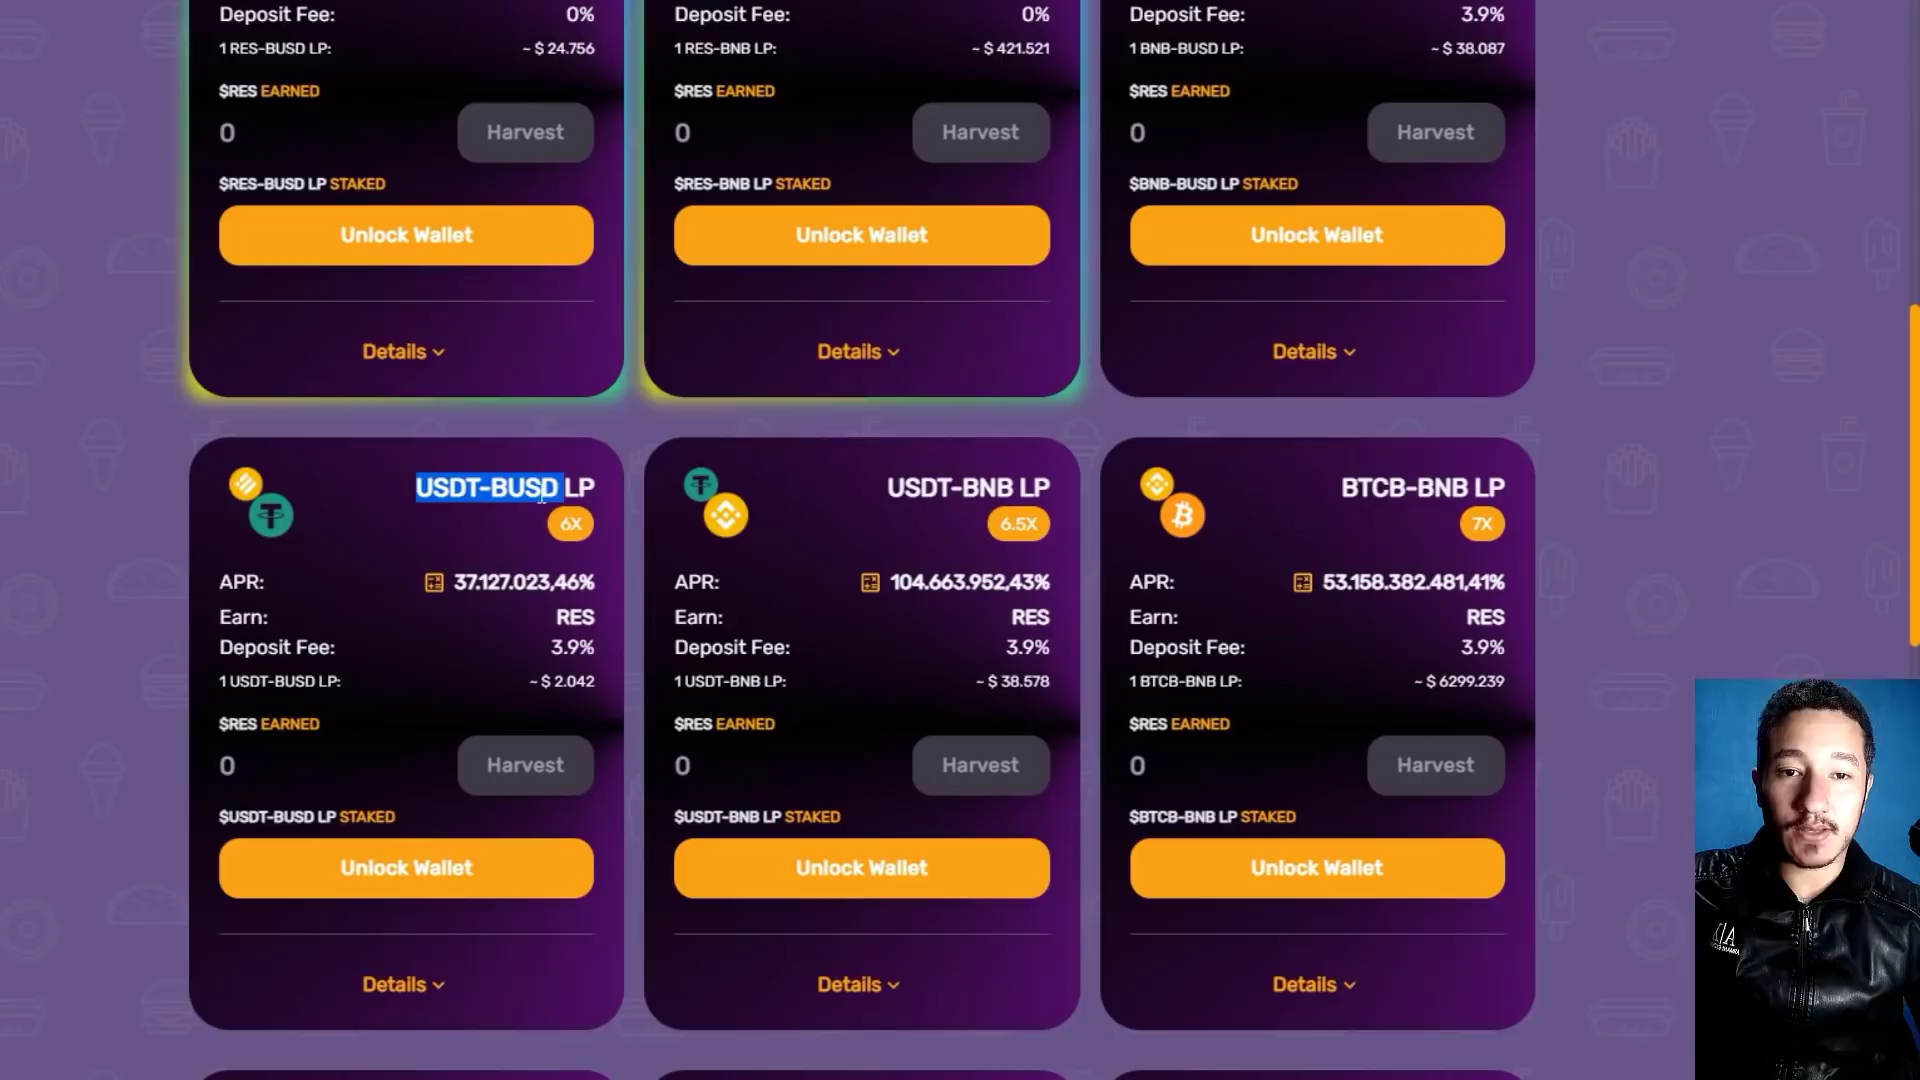 Deposit Fee: 0%
1 RES-BUSD LP: ~ $ 24.756
$RES EARNED
0 Harvest
$RES-BUSD LP STAKED
Unlock Wallet
Details
Deposit Fee: 0%
1 RES-BNB LP: ~ $ 421.521
$RES EARNED
0 Harvest
$RES-BNB LP STAKED
Unlock Wallet
Details
Deposit Fee: 3.9%
1 BNB-BUSD LP: ~ $ 38.087
$RES EARNED
0 Harvest
$BNB-BUSD LP STAKED
Unlock Wallet
Details
USDT-BUSD LP
6X
APR: 37.127.023,46%
Earn: RES
Deposit Fee: 3.9%
1 USDT-BUSD LP: ~ $ 2.042
$RES EARNED
0 Harvest
$USDT-BUSD LP STAKED
Unlock Wallet
Details
USDT-BNB LP
6.5X
APR: 104.663.952,43%
Earn: RES
Deposit Fee: 3.9%
1 USDT-BNB LP: ~ $ 38.578
$RES EARNED
0 Harvest
$USDT-BNB LP STAKED
Unlock Wallet
Details
BTCB-BNB LP
7X
APR: 53.158.382.481,41%
Earn: RES
Deposit Fee: 3.9%
1 BTCB-BNB LP: ~ $ 6299.239
$RES EARNED
0 Harvest
$BTCB-BNB LP STAKED
Unlock Wallet
Details